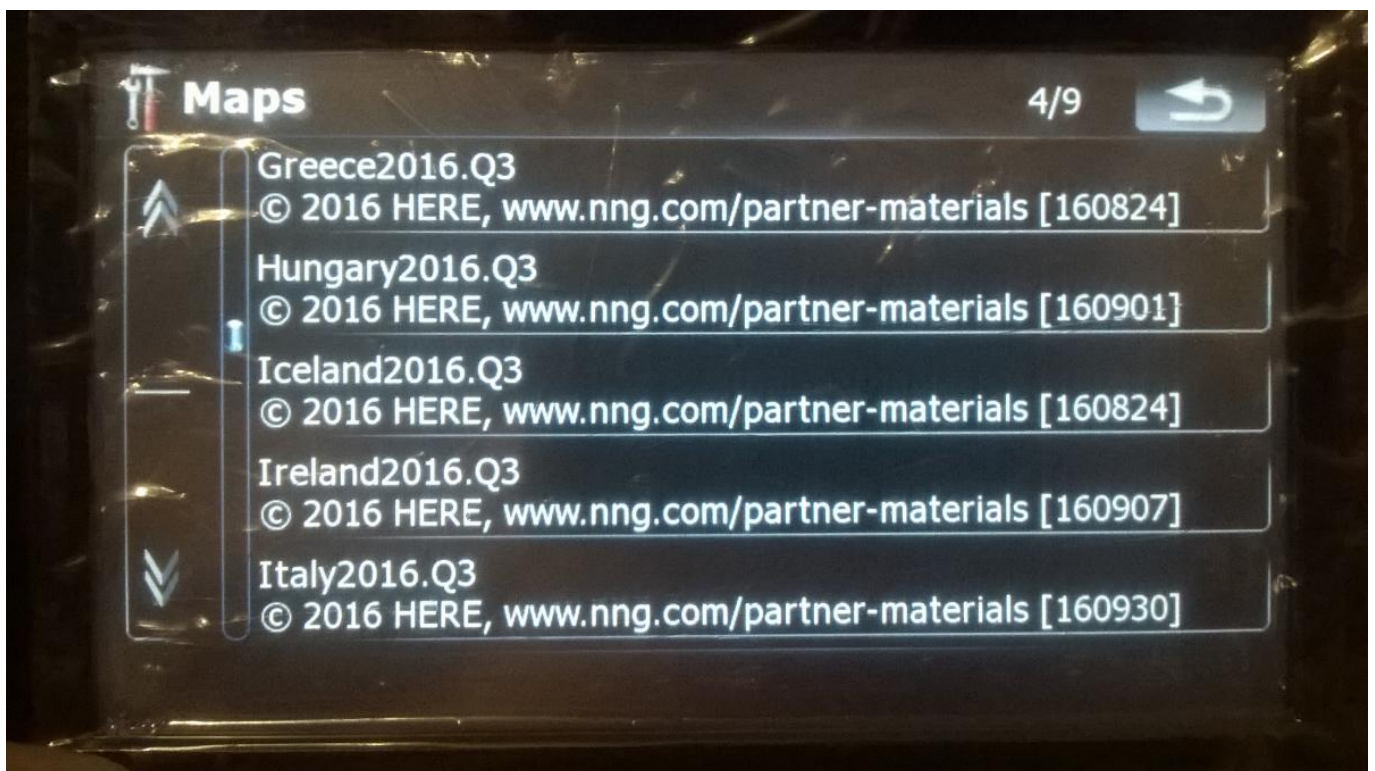 Maps
4/9
Greece2016.Q3
© 2016 HERE, www.nng.com/partner-materials [160824]
Hungary2016.Q3
© 2016 HERE, www.nng.com/partner-materials [160901]
Iceland2016.Q3
© 2016 HERE, www.nng.com/partner-materials [160824]
Ireland2016.Q3
© 2016 HERE, www.nng.com/partner-materials [160907]
Italy2016.Q3
© 2016 HERE, www.nng.com/partner-materials [160930]